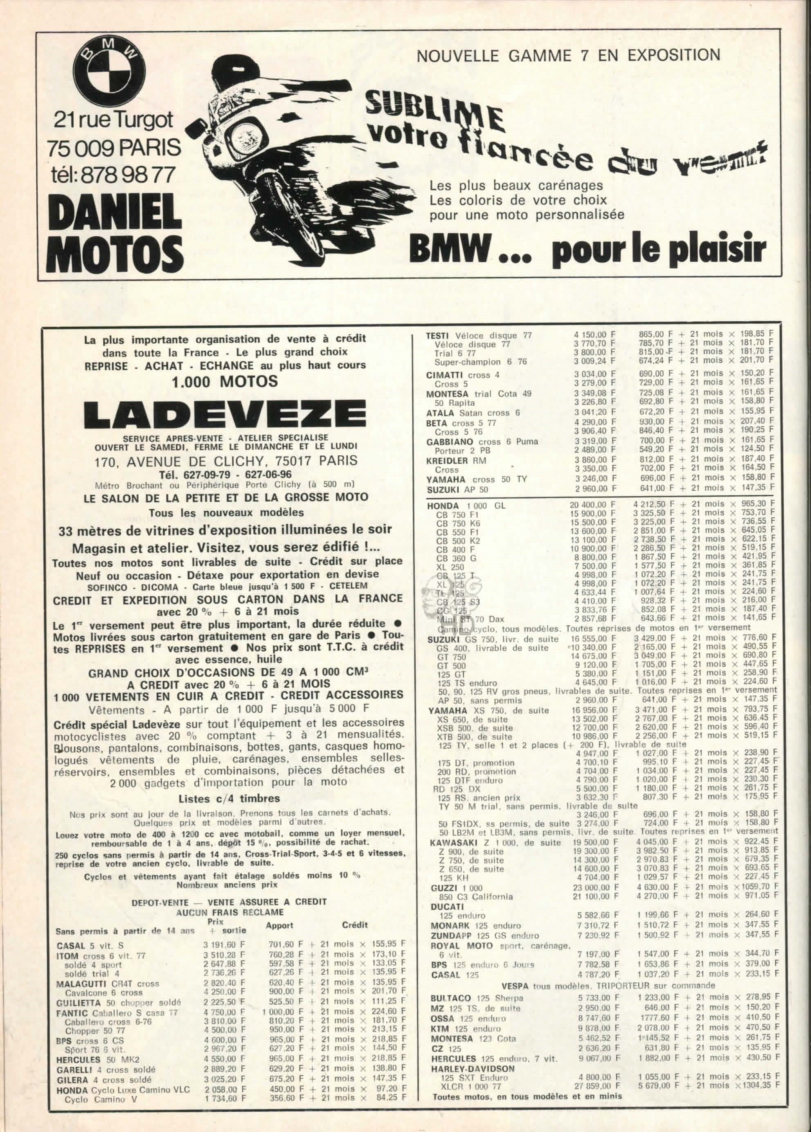 BMW
21 rue Turgot
75 009 PARIS
tél: 878 98 77
DANIEL
MOTOS
NOUVELLE GAMME 7 EN EXPOSITION
SUBLIME
votre fiancée du vent
Les plus beaux carénages
Les coloris de votre choix
pour une moto personnalisée
BMW... pour le plaisir
La plus importante organisation de vente à crédit
dans toute la France - Le plus grand choix
REPRISE - ACHAT - ECHANGE au plus haut cours
1.000 MOTOS
LADEVEZE
SERVICE APRES-VENTE - ATELIER SPECIALISE
OUVERT LE SAMEDI, FERME LE DIMANCHE ET LE LUNDI
170, AVENUE DE CLICHY, 75017 PARIS
Tél. 627-09-79 - 627-06-96
Métro Brochant ou Périphérique Porte Clichy (à 500 m)
LE SALON DE LA PETITE ET DE LA GROSSE MOTO
Tous les nouveaux modèles
33 mètres de vitrines d'exposition illuminées le soir
Magasin et atelier. Visitez, vous serez édifié !...
Toutes nos motos sont livrables de suite - Crédit sur place
Neuf ou occasion - Détaxe pour exportation en devise
SOFINCO - DICOMA - Carte bleue jusqu'à 1 500 F - CETELEM
CREDIT ET EXPEDITION SOUS CARTON DANS LA FRANCE
avec 20 % + 6 à 21 mois
Le 1er versement peut être plus important, la durée réduite ●
Motos livrées sous carton gratuitement en gare de Paris ● Tou-
tes REPRISES en 1er versement ● Nos prix sont T.T.C. à crédit
avec essence, huile
GRAND CHOIX D'OCCASIONS DE 49 A 1 000 CM³
A CREDIT avec 20 % + 6 à 21 MOIS
1 000 VETEMENTS EN CUIR A CREDIT - CREDIT ACCESSOIRES
Vêtements - A partir de 1 000 F jusqu'à 5 000 F
Crédit spécial Ladevèze sur tout l'équipement et les accessoires
motocyclistes avec 20 % comptant + 3 à 21 mensualités.
Blousons, pantalons, combinaisons, bottes, gants, casques homo-
logués vêtements de pluie, carénages, ensembles selles-
réservoirs, ensembles et combinaisons, pièces détachées et
2 000 gadgets d'importation pour la moto
Listes c/4 timbres
Nos prix sont au jour de la livraison. Prenons tous les carnets d'achats.
Quelques prix et modèles parmi d'autres.
Louez votre moto de 400 à 1200 cc avec motobail, comme un loyer mensuel,
remboursable de 1 à 4 ans, dépôt 15 %, possibilité de rachat.
250 cyclos sans permis à partir de 14 ans, Cross-Trial-Sport, 3-4-5 et 6 vitesses,
reprise de votre ancien cyclo, livrable de suite.
Cyclos et vêtements ayant fait étalage soldés moins 10 %
Nombreux anciens prix
DEPOT-VENTE — VENTE ASSUREE A CREDIT
AUCUN FRAIS RECLAME
Sans permis à partir de 14 ans Prix + sortie Apport Crédit
CASAL 5 vit. S 3 191,60 F 701,60 F + 21 mois × 155,95 F
ITOM cross 6 vit. 77 3 510,28 F 760,28 F + 21 mois × 173,10 F
soldé 4 sport 2 647,88 F 597,58 F + 21 mois × 133,05 F
soldé trial 4 2 736,26 F 627,26 F + 21 mois × 135,95 F
MALAGUTTI CR4T cross 2 820,40 F 620,40 F + 21 mois × 135,95 F
Cavalcone 6 cross 4 250,00 F 900,00 F + 21 mois × 201,70 F
GUILIETTA 50 chopper soldé 2 225,50 F 525,50 F + 21 mois × 111,25 F
FANTIC Caballero S casa 77 4 750,00 F 1 000,00 F + 21 mois × 224,60 F
Caballero cross 6-76 3 810,00 F 810,20 F + 21 mois × 181,70 F
Chopper 50 77 4 500,00 F 950,00 F + 21 mois × 213,15 F
BPS cross 6 CS 4 600,00 F 965,00 F + 21 mois × 218,85 F
Sport 76 6 vit. 2 967,20 F 627,20 F + 21 mois × 144,50 F
HERCULES 50 MK2 4 550,00 F 965,00 F + 21 mois × 218,85 F
GARELLI 4 cross soldé 2 889,20 F 629,20 F + 21 mois × 138,80 F
GILERA 4 cross soldé 3 025,20 F 675,20 F + 21 mois × 147,35 F
HONDA Cyclo Luxe Camino VLC 2 058,00 F 450,00 F + 21 mois × 97,20 F
Cyclo Camino V 1 734,60 F 356,60 F + 21 mois × 84,25 F
TESTI Véloce disque 77 4 150,00 F 865,00 F + 21 mois × 198,85 F
Véloce disque 77 3 770,70 F 785,70 F + 21 mois × 181,70 F
Trial 6 77 3 800,00 F 815,00 F + 21 mois × 181,70 F
Super-champion 6 76 3 009,24 F 674,24 F + 21 mois × 201,70 F
CIMATTI cross 4 3 034,00 F 690,00 F + 21 mois × 150,20 F
Cross 5 3 279,00 F 729,00 F + 21 mois × 161,65 F
MONTESA trial Cota 49 3 349,08 F 725,08 F + 21 mois × 161,65 F
50 Rapita 3 226,80 F 692,80 F + 21 mois × 158,80 F
ATALA Satan cross 6 3 041,20 F 672,20 F + 21 mois × 155,95 F
BETA cross 5 77 4 290,00 F 930,00 F + 21 mois × 207,40 F
Cross 5 76 3 906,40 F 846,40 F + 21 mois × 190,25 F
GABBIANO cross 6 Puma 3 319,00 F 700,00 F + 21 mois × 161,65 F
Porteur 2 PB 2 489,00 F 549,20 F + 21 mois × 124,50 F
KREIDLER RM 3 860,00 F 812,00 F + 21 mois × 187,40 F
Cross 3 350,00 F 702,00 F + 21 mois × 164,50 F
YAMAHA cross 50 TY 3 246,00 F 696,00 F + 21 mois × 158,80 F
SUZUKI AP 50 2 960,00 F 641,00 F + 21 mois × 147,35 F
HONDA 1 000 GL 20 400,00 F 4 212,50 F + 21 mois × 965,30 F
CB 750 F1 15 900,00 F 3 325,50 F + 21 mois × 753,70 F
CB 750 K6 15 500,00 F 3 225,00 F + 21 mois × 736,55 F
CB 550 F1 13 600,00 F 2 851,00 F + 21 mois × 645,05 F
CB 500 K2 13 100,00 F 2 738,50 F + 21 mois × 622,15 F
CB 400 F 10 900,00 F 2 286,50 F + 21 mois × 519,15 F
CB 360 G 8 800,00 F 1 867,50 F + 21 mois × 421,95 F
XL 250 7 500,00 F 1 577,50 F + 21 mois × 361,85 F
CB 125 T 4 998,00 F 1 072,20 F + 21 mois × 241,75 F
XL 125 4 998,00 F 1 072,20 F + 21 mois × 241,75 F
TL 125 4 633,44 F 1 007,64 F + 21 mois × 224,60 F
CB 125 S3 4 410,00 F 928,32 F + 21 mois × 216,00 F
CG 125 3 833,76 F 852,08 F + 21 mois × 187,40 F
70 Dax 2 857,68 F 643,66 F + 21 mois × 141,65 F
cyclo, tous modèles. Toutes reprises de motos en 1er versement
SUZUKI GS 750, livr. de suite 16 555,00 F 3 429,00 F + 21 mois × 776,60 F
GS 400, livrable de suite 10 340,00 F 2 165,00 F + 21 mois × 490,55 F
GT 750 14 675,00 F 3 049,00 F + 21 mois × 690,80 F
GT 500 9 120,00 F 1 705,00 F + 21 mois × 447,65 F
125 GT 5 380,00 F 1 151,00 F + 21 mois × 258,90 F
125 TS enduro 4 645,00 F 1 016,00 F + 21 mois × 224,60 F
50, 90, 125 RV gros pneus, livrables de suite. Toutes reprises en 1er versement
AP 50, sans permis 2 960,00 F 641,00 F + 21 mois × 147,35 F
YAMAHA XS 750, de suite 16 956,00 F 3 471,00 F + 21 mois × 793,75 F
XS 650, de suite 13 502,00 F 2 767,00 F + 21 mois × 636,45 F
XSB 500, de suite 12 700,00 F 2 620,00 F + 21 mois × 596,40 F
XTB 500, de suite 10 986,00 F 2 256,00 F + 21 mois × 519,15 F
125 TY, selle 1 et 2 places (+ 200 F), livrable de suite
4 947,00 F 1 027,00 F + 21 mois × 238,90 F
175 DT, promotion 4 700,10 F 995,10 F + 21 mois × 227,45 F
200 RD, promotion 4 704,00 F 1 034,00 F + 21 mois × 227,45 F
125 DTF enduro 4 790,00 F 1 020,00 F + 21 mois × 230,30 F
RD 125 DX 5 500,00 F 1 180,00 F + 21 mois × 261,75 F
125 RS, ancien prix 3 632,30 F 807,30 F + 21 mois × 175,95 F
TY 50 M trial, sans permis, livrable de suite
3 246,00 F 696,00 F + 21 mois × 158,80 F
50 FS1DX, ss permis, de suite 3 274,00 F 724,00 F + 21 mois × 158,80 F
50 LB2M et LB3M, sans permis, livr. de suite. Toutes reprises en 1er versement
KAWASAKI Z 1 000, de suite 19 500,00 F 4 045,00 F + 21 mois × 922,45 F
Z 900, de suite 19 300,00 F 3 982,50 F + 21 mois × 913,85 F
Z 750, de suite 14 300,00 F 2 970,83 F + 21 mois × 679,35 F
Z 650, de suite 14 600,00 F 3 070,83 F + 21 mois × 693,65 F
125 KH 4 704,00 F 1 029,57 F + 21 mois × 227,45 F
GUZZI 1 000 23 000,00 F 4 630,00 F + 21 mois ×1059,70 F
850 C3 California 21 100,00 F 4 270,00 F + 21 mois × 971,05 F
DUCATI
125 enduro 5 582,66 F 1 199,66 F + 21 mois × 264,60 F
MONARK 125 enduro 7 310,72 F 1 510,72 F + 21 mois × 347,55 F
ZUNDAPP 125 GS enduro 7 230,92 F 1 500,92 F + 21 mois × 347,55 F
ROYAL MOTO sport, carénage,
6 vit. 7 197,00 F 1 547,00 F + 21 mois × 344,70 F
BPS 125 enduro 6 Jours 7 782,58 F 1 653,86 F + 21 mois × 379,00 F
CASAL 125 4 787,20 F 1 037,20 F + 21 mois × 233,15 F
VESPA tous modèles. TRIPORTEUR sur commande
BULTACO 125 Sherpa 5 733,00 F 1 233,00 F + 21 mois × 278,95 F
MZ 125 TS, de suite 2 950,00 F 646,00 F + 21 mois × 150,20 F
OSSA 125 enduro 8 747,60 F 1777,60 F + 21 mois × 410,50 F
KTM 125 enduro 9 878,00 F 2 078,00 F + 21 mois × 470,50 F
MONTESA 123 Cota 5 462,52 F 1 145,52 F + 21 mois × 261,75 F
CZ 125 2 636,20 F 631,80 F + 21 mois × 135,95 F
HERCULES 125 enduro, 7 vit. 9 067,00 F 1 882,00 F + 21 mois × 430,50 F
HARLEY-DAVIDSON
125 SXT Enduro 4 800,00 F 1 055,00 F + 21 mois × 233,15 F
XLCR 1 000 77 27 859,00 F 5 679,00 F + 21 mois ×1304,35 F
Toutes motos, en tous modèles et en minis